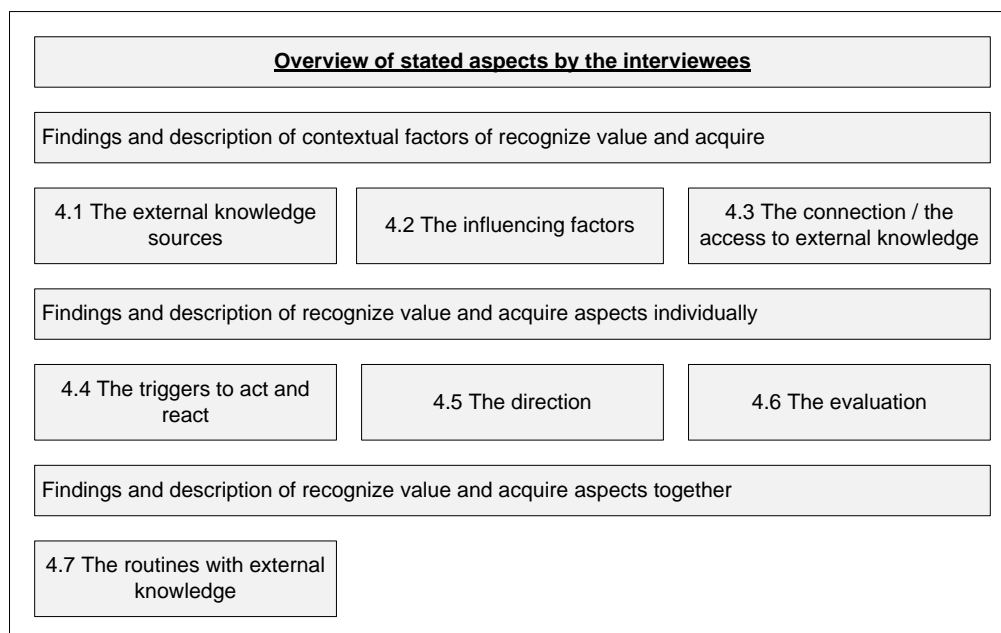 Overview of stated aspects by the interviewees
Findings and description of contextual factors of recognize value and acquire
4.1 The external knowledge
sources
4.2 The influencing factors
4.3 The connection / the
access to external knowledge
Findings and description of recognize value and acquire aspects individually
4.4 The triggers to act and
react
4.5 The direction
4.6 The evaluation
Findings and description of recognize value and acquire aspects together
4.7 The routines with external
knowledge